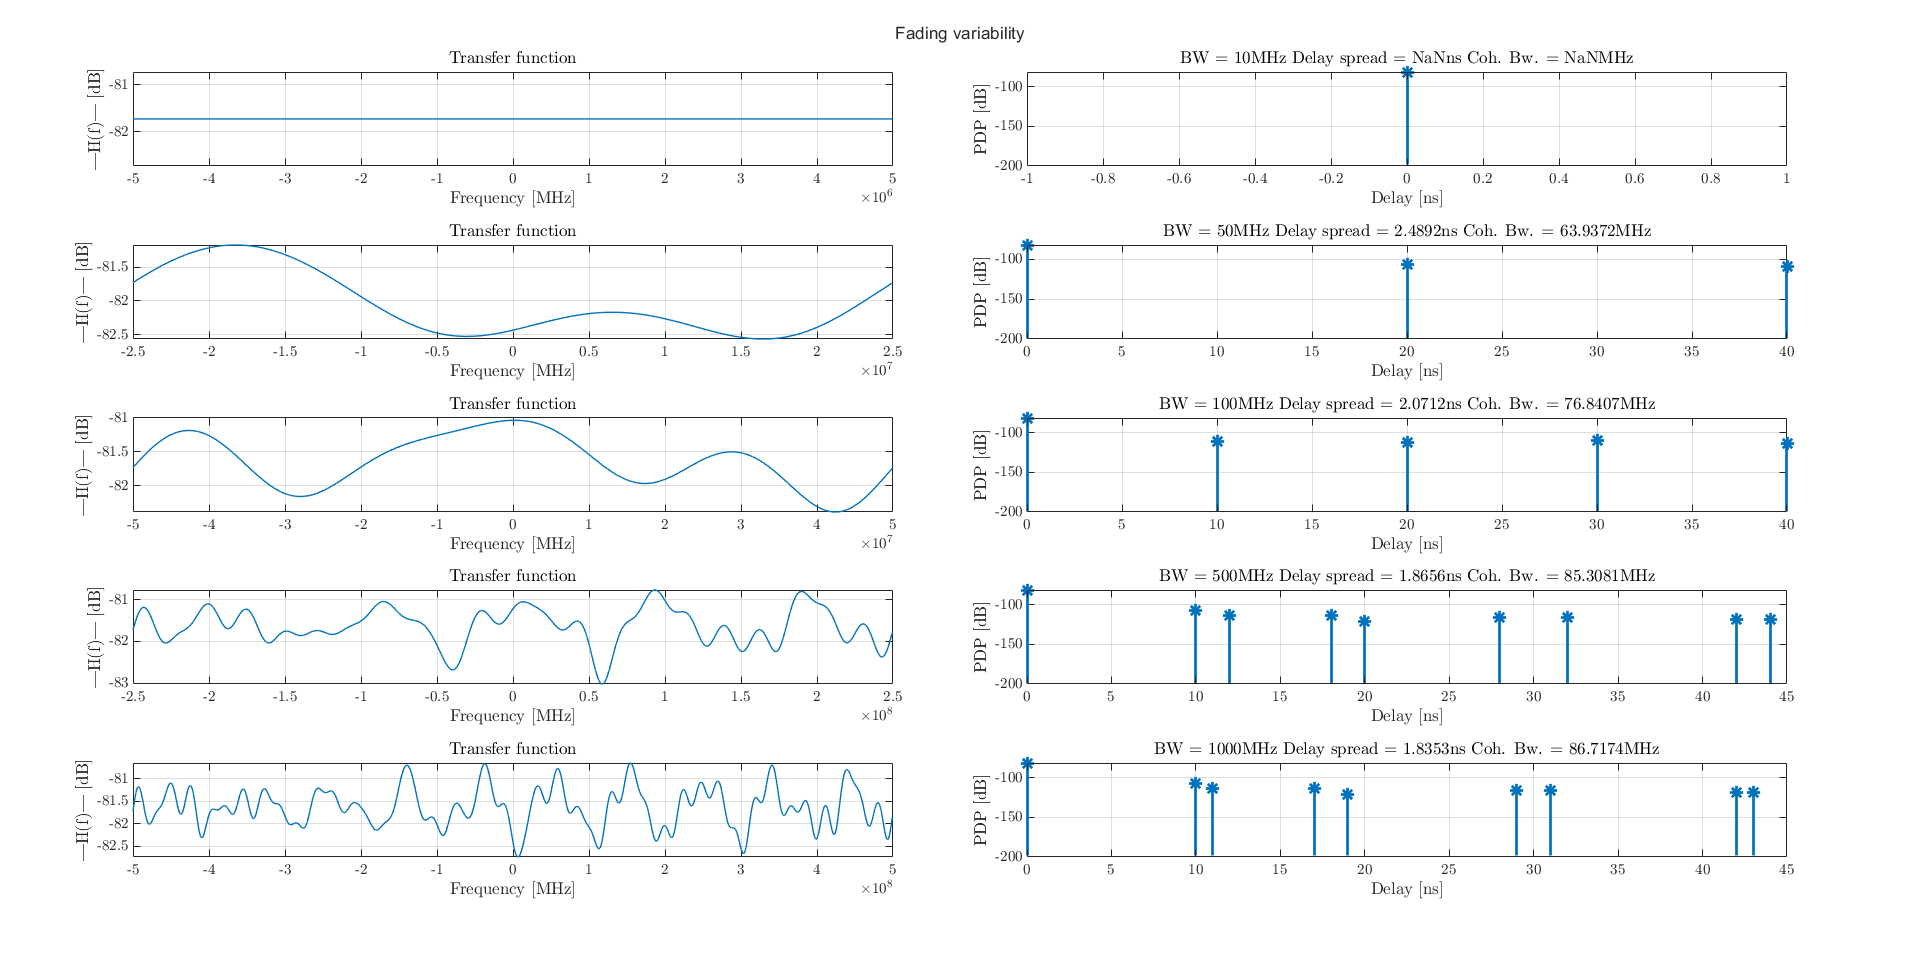 Fading variability
Transfer function
—H(f)— [dB]
-81
-82
-5 -4 -3 -2 -1 0 1 2 3 4 5
Frequency [MHz]
×10⁶
BW = 10MHz Delay spread = NaNns Coh. Bw. = NaNMHz
PDP [dB]
-100
-150
-200
-1 -0.8 -0.6 -0.4 -0.2 0 0.2 0.4 0.6 0.8 1
Delay [ns]
Transfer function
—H(f)— [dB]
-81.5
-82
-82.5
-2.5 -2 -1.5 -1 -0.5 0 0.5 1 1.5 2 2.5
Frequency [MHz]
×10⁷
BW = 50MHz Delay spread = 2.4892ns Coh. Bw. = 63.9372MHz
PDP [dB]
-100
-150
-200
0 5 10 15 20 25 30 35 40
Delay [ns]
Transfer function
—H(f)— [dB]
-81
-81.5
-82
-5 -4 -3 -2 -1 0 1 2 3 4 5
Frequency [MHz]
×10⁷
BW = 100MHz Delay spread = 2.0712ns Coh. Bw. = 76.8407MHz
PDP [dB]
-100
-150
-200
0 5 10 15 20 25 30 35 40
Delay [ns]
Transfer function
—H(f)— [dB]
-81
-82
-83
-2.5 -2 -1.5 -1 -0.5 0 0.5 1 1.5 2 2.5
Frequency [MHz]
×10⁸
BW = 500MHz Delay spread = 1.8656ns Coh. Bw. = 85.3081MHz
PDP [dB]
-100
-150
-200
0 5 10 15 20 25 30 35 40 45
Delay [ns]
Transfer function
—H(f)— [dB]
-81
-81.5
-82
-82.5
-5 -4 -3 -2 -1 0 1 2 3 4 5
Frequency [MHz]
×10⁸
BW = 1000MHz Delay spread = 1.8353ns Coh. Bw. = 86.7174MHz
PDP [dB]
-100
-150
-200
0 5 10 15 20 25 30 35 40 45
Delay [ns]